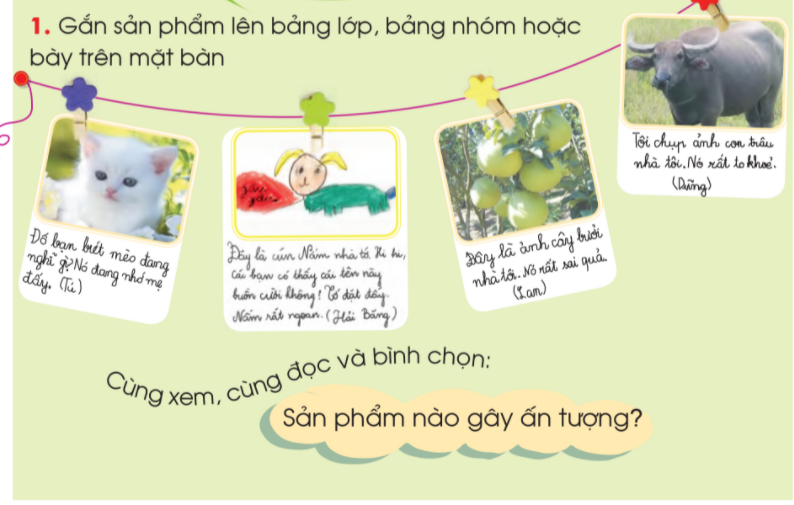 1. Gắn sản phẩm lên bảng lớp, bảng nhóm hoặc
bày trên mặt bàn
Đố bạn biết mèo đang
nghĩ gì? Nó đang nhớ mẹ
đấy. (Tú)
Đây là cún Nấm nhà tớ. Hi hi,
các bạn có thấy cái tên này
buồn cười không? Tớ đặt đấy.
Nấm rất ngoan. (Hải Băng)
Đây là ảnh cây bưởi
nhà tôi. Nó rất sai quả.
(Lan)
Tôi chụp ảnh con trâu
nhà tôi. Nó rất to khoẻ.
(Dũng)
Cùng xem, cùng đọc và bình chọn:
Sản phẩm nào gây ấn tượng?